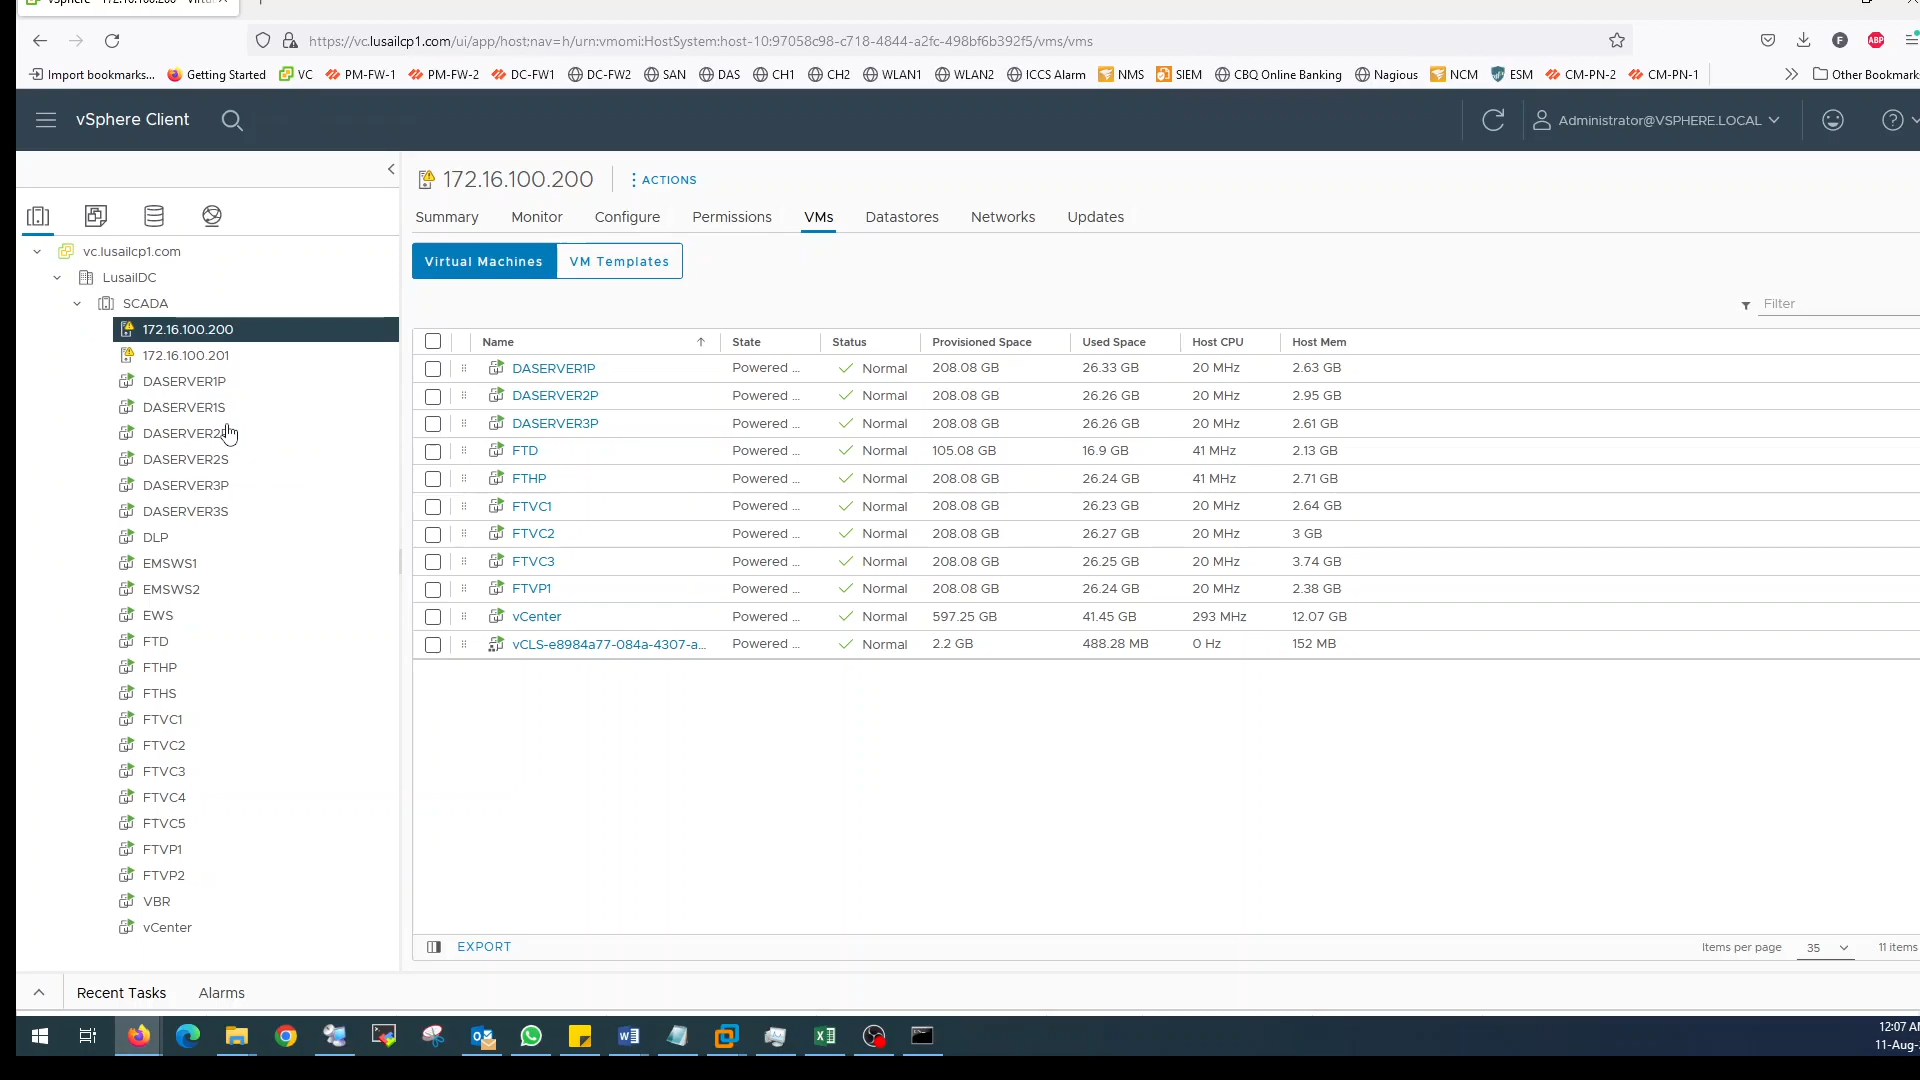 vSphere - 172.16.100.200 - Virtu
https://vc.lusailcp1.com/ui/app/host;nav=h/urn:vmomi:HostSystem:host-10:97058c98-c718-4844-a2fc-498bf6b392f5/vms/vms
Import bookmarks... Getting Started VC PM-FW-1 PM-FW-2 DC-FW1 DC-FW2 SAN DAS CH1 CH2 WLAN1 WLAN2 ICCS Alarm NMS SIEM CBQ Online Banking Nagious NCM ESM CM-PN-2 CM-PN-1 Other Bookmark
vSphere Client Administrator@VSPHERE.LOCAL
172.16.100.200 ACTIONS
Summary Monitor Configure Permissions VMs Datastores Networks Updates
Virtual Machines VM Templates
Filter
vc.lusailcp1.com
LusailDC
SCADA
172.16.100.200
172.16.100.201
DASERVER1P
DASERVER1S
DASERVER2
DASERVER2S
DASERVER3P
DASERVER3S
DLP
EMSWS1
EMSWS2
EWS
FTD
FTHP
FTHS
FTVC1
FTVC2
FTVC3
FTVC4
FTVC5
FTVP1
FTVP2
VBR
vCenter
Name State Status Provisioned Space Used Space Host CPU Host Mem
DASERVER1P Powered ... Normal 208.08 GB 26.33 GB 20 MHz 2.63 GB
DASERVER2P Powered ... Normal 208.08 GB 26.26 GB 20 MHz 2.95 GB
DASERVER3P Powered ... Normal 208.08 GB 26.26 GB 20 MHz 2.61 GB
FTD Powered ... Normal 105.08 GB 16.9 GB 41 MHz 2.13 GB
FTHP Powered ... Normal 208.08 GB 26.24 GB 41 MHz 2.71 GB
FTVC1 Powered ... Normal 208.08 GB 26.23 GB 20 MHz 2.64 GB
FTVC2 Powered ... Normal 208.08 GB 26.27 GB 20 MHz 3 GB
FTVC3 Powered ... Normal 208.08 GB 26.25 GB 20 MHz 3.74 GB
FTVP1 Powered ... Normal 208.08 GB 26.24 GB 20 MHz 2.38 GB
vCenter Powered ... Normal 597.25 GB 41.45 GB 293 MHz 12.07 GB
vCLS-e8984a77-084a-4307-a... Powered ... Normal 2.2 GB 488.28 MB 0 Hz 152 MB
EXPORT Items per page 35 11 items
Recent Tasks Alarms
12:07 AM
11-Aug-